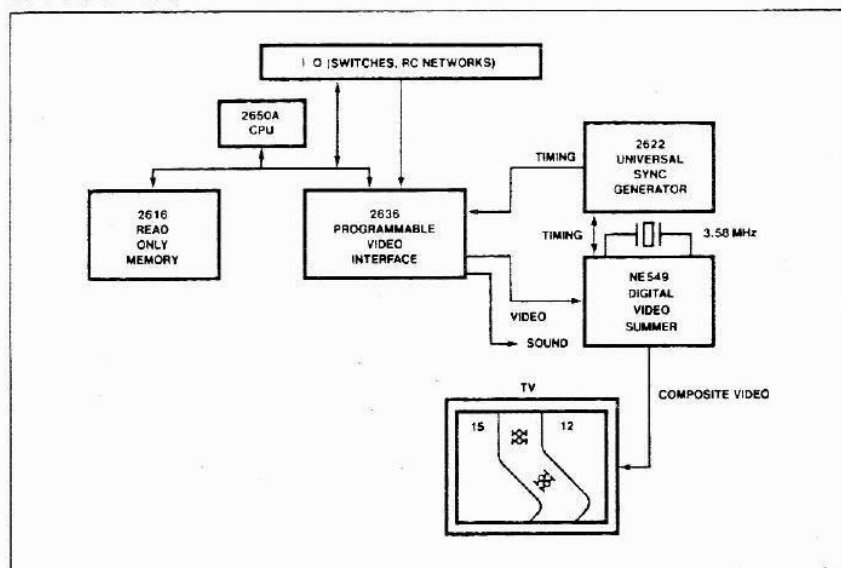 I O (SWITCHES, RC NETWORKS)
2650A
CPU
2616
READ
ONLY
MEMORY
2636
PROGRAMMABLE
VIDEO
INTERFACE
TIMING
2622
UNIVERSAL
SYNC
GENERATOR
TIMING
3.58 MHz
NE549
DIGITAL
VIDEO
SUMMER
VIDEO
SOUND
TV
COMPOSITE VIDEO
15
12